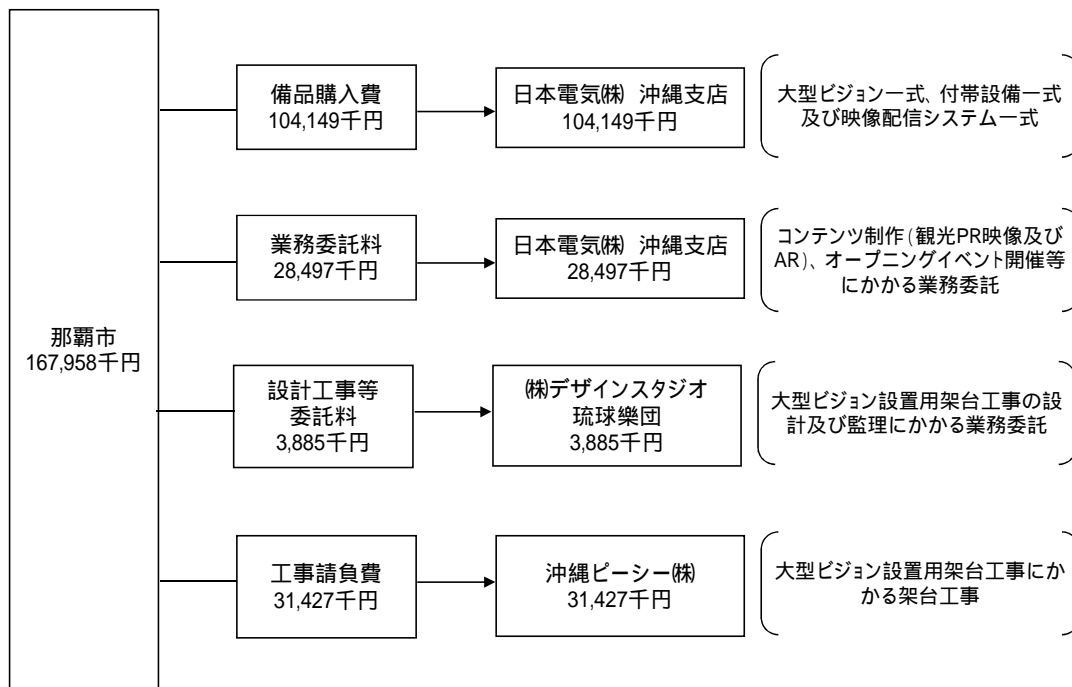 那覇市
167,958千円
備品購入費
104,149千円
日本電気㈱ 沖縄支店
104,149千円
大型ビジョン一式、付帯設備一式
及び映像配信システム一式
業務委託料
28,497千円
日本電気㈱ 沖縄支店
28,497千円
コンテンツ制作(観光PR映像及び
AR)、オープニングイベント開催等
にかかる業務委託
設計工事等
委託料
3,885千円
㈱デザインスタジオ
琉球樂団
3,885千円
大型ビジョン設置用架台工事の設
計及び監理にかかる業務委託
工事請負費
31,427千円
沖縄ピーシー㈱
31,427千円
大型ビジョン設置用架台工事にか
かる架台工事